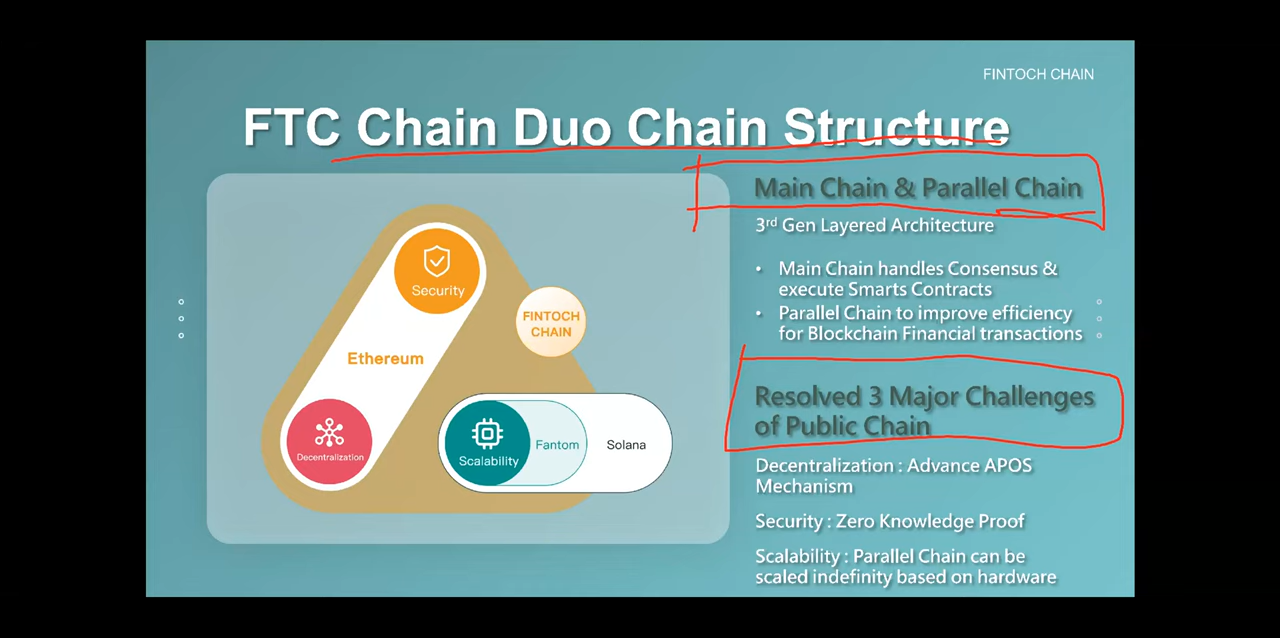 FINTOCH CHAIN
FTC Chain Duo Chain Structure
Security
Ethereum
Decentralization
FINTOCH
CHAIN
Scalability
Fantom
Solana
Main Chain & Parallel Chain
3rd Gen Layered Architecture
• Main Chain handles Consensus &
execute Smarts Contracts
• Parallel Chain to improve efficiency
for Blockchain Financial transactions
Resolved 3 Major Challenges
of Public Chain
Decentralization : Advance APOS
Mechanism
Security : Zero Knowledge Proof
Scalability : Parallel Chain can be
scaled indefinity based on hardware